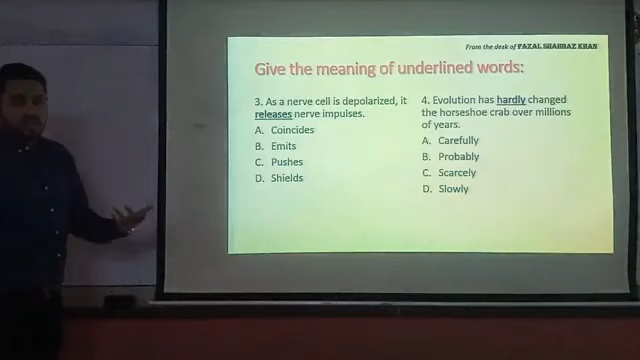 From the desk of FAZAL SHAHBAZ KHAN
Give the meaning of underlined words:
3. As a nerve cell is depolarized, it
releases nerve impulses.
A. Coincides
B. Emits
C. Pushes
D. Shields
4. Evolution has hardly changed
the horseshoe crab over millions
of years.
A. Carefully
B. Probably
C. Scarcely
D. Slowly